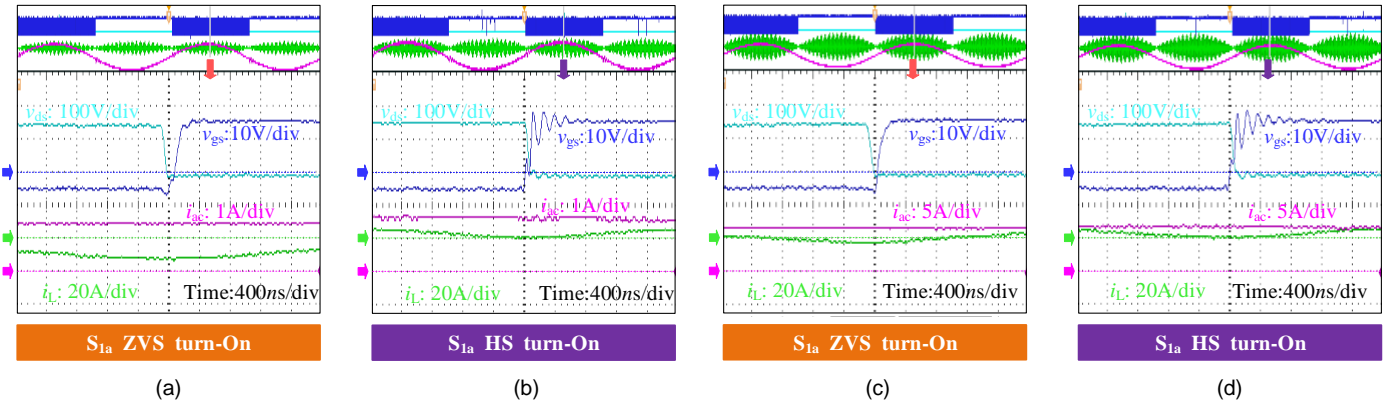 vds: 100V/div
vgs:10V/div
iac: 1A/div
iL: 20A/div
Time:400ns/div
S1a ZVS turn-On
(a)
vds: 100V/div
vgs:10V/div
iac: 1A/div
iL: 20A/div
Time:400ns/div
S1a HS turn-On
(b)
vds: 100V/div
vgs:10V/div
iac: 5A/div
iL: 20A/div
Time:400ns/div
S1a ZVS turn-On
(c)
vds: 100V/div
vgs:10V/div
iac: 5A/div
iL: 20A/div
Time:400ns/div
S1a HS turn-On
(d)